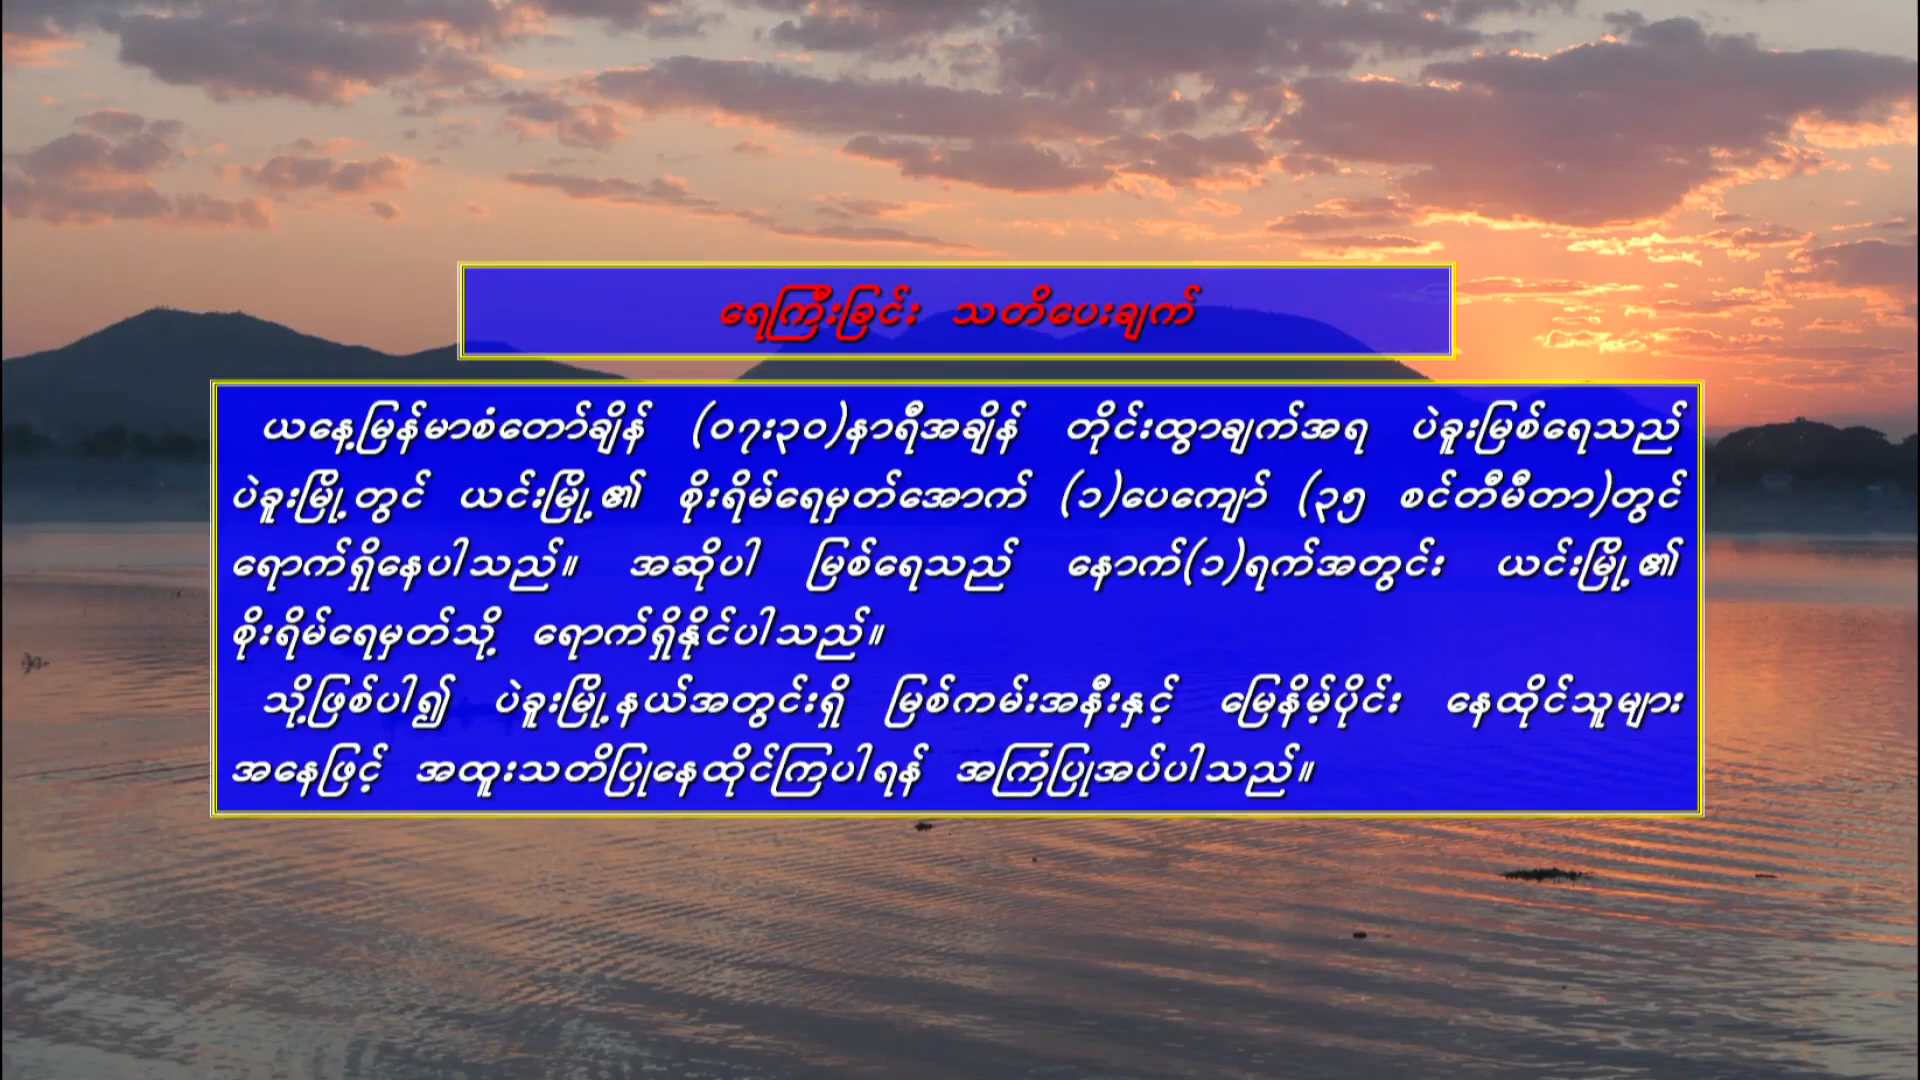 ရေကြီးခြင်း သတိပေးချက်
ယနေ့မြန်မာစံတော်ချိန် (၀၇း၃၀)နာရီအချိန် တိုင်းထွာချက်အရ ပဲခူးမြစ်ရေသည်
ပဲခူးမြို့တွင် ယင်းမြို့၏ စိုးရိမ်ရေမှတ်အောက် (၁)ပေကျော် (၃၅ စင်တီမီတာ)တွင်
ရောက်ရှိနေပါသည်။ အဆိုပါ မြစ်ရေသည် နောက်(၁)ရက်အတွင်း ယင်းမြို့၏
စိုးရိမ်ရေမှတ်သို့ ရောက်ရှိနိုင်ပါသည်။
သို့ဖြစ်ပါ၍ ပဲခူးမြို့နယ်အတွင်းရှိ မြစ်ကမ်းအနီးနှင့် မြေနိမ့်ပိုင်း နေထိုင်သူများ
အနေဖြင့် အထူးသတိပြုနေထိုင်ကြပါရန် အကြံပြုအပ်ပါသည်။